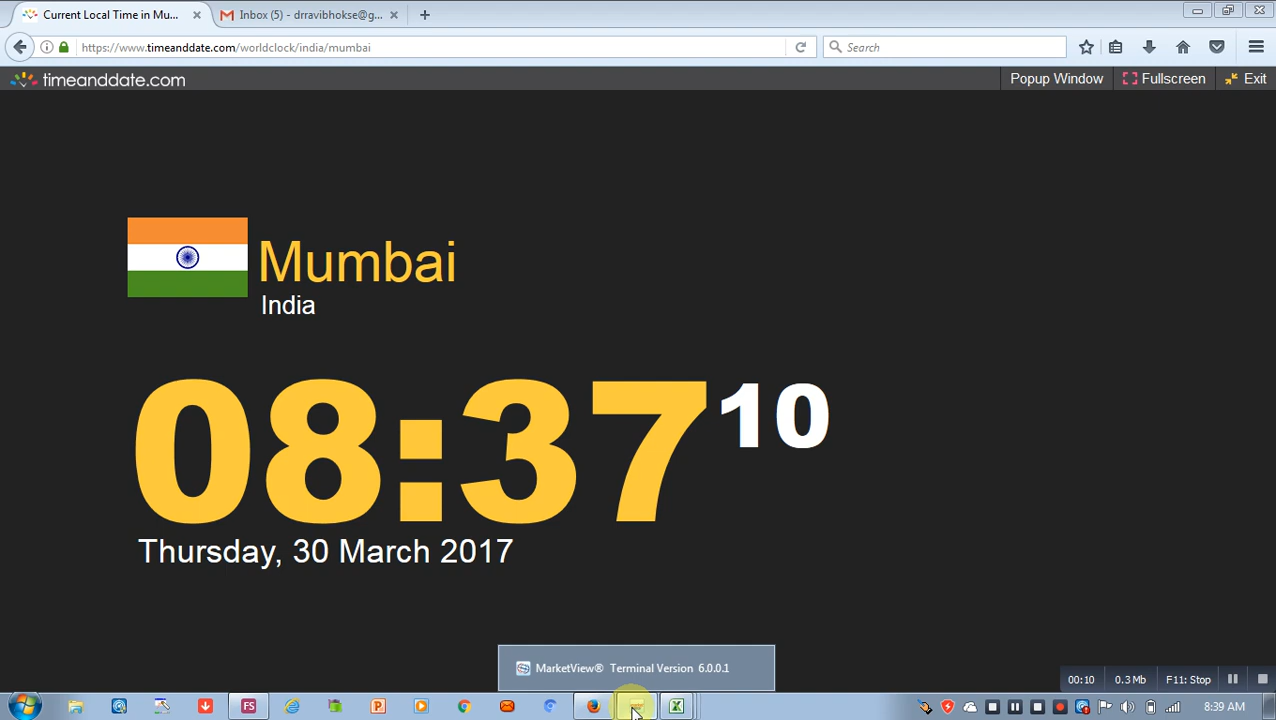 Current Local Time in Mu...
Inbox (5) - drravibhokse@g...
https://www.timeanddate.com/worldclock/india/mumbai
Search
timeanddate.com
Popup Window
Fullscreen
Exit
Mumbai
India
08:37 10
Thursday, 30 March 2017
MarketView® Terminal Version 6.0.0.1
00:10 0.3 Mb F11: Stop
FS
8:39 AM